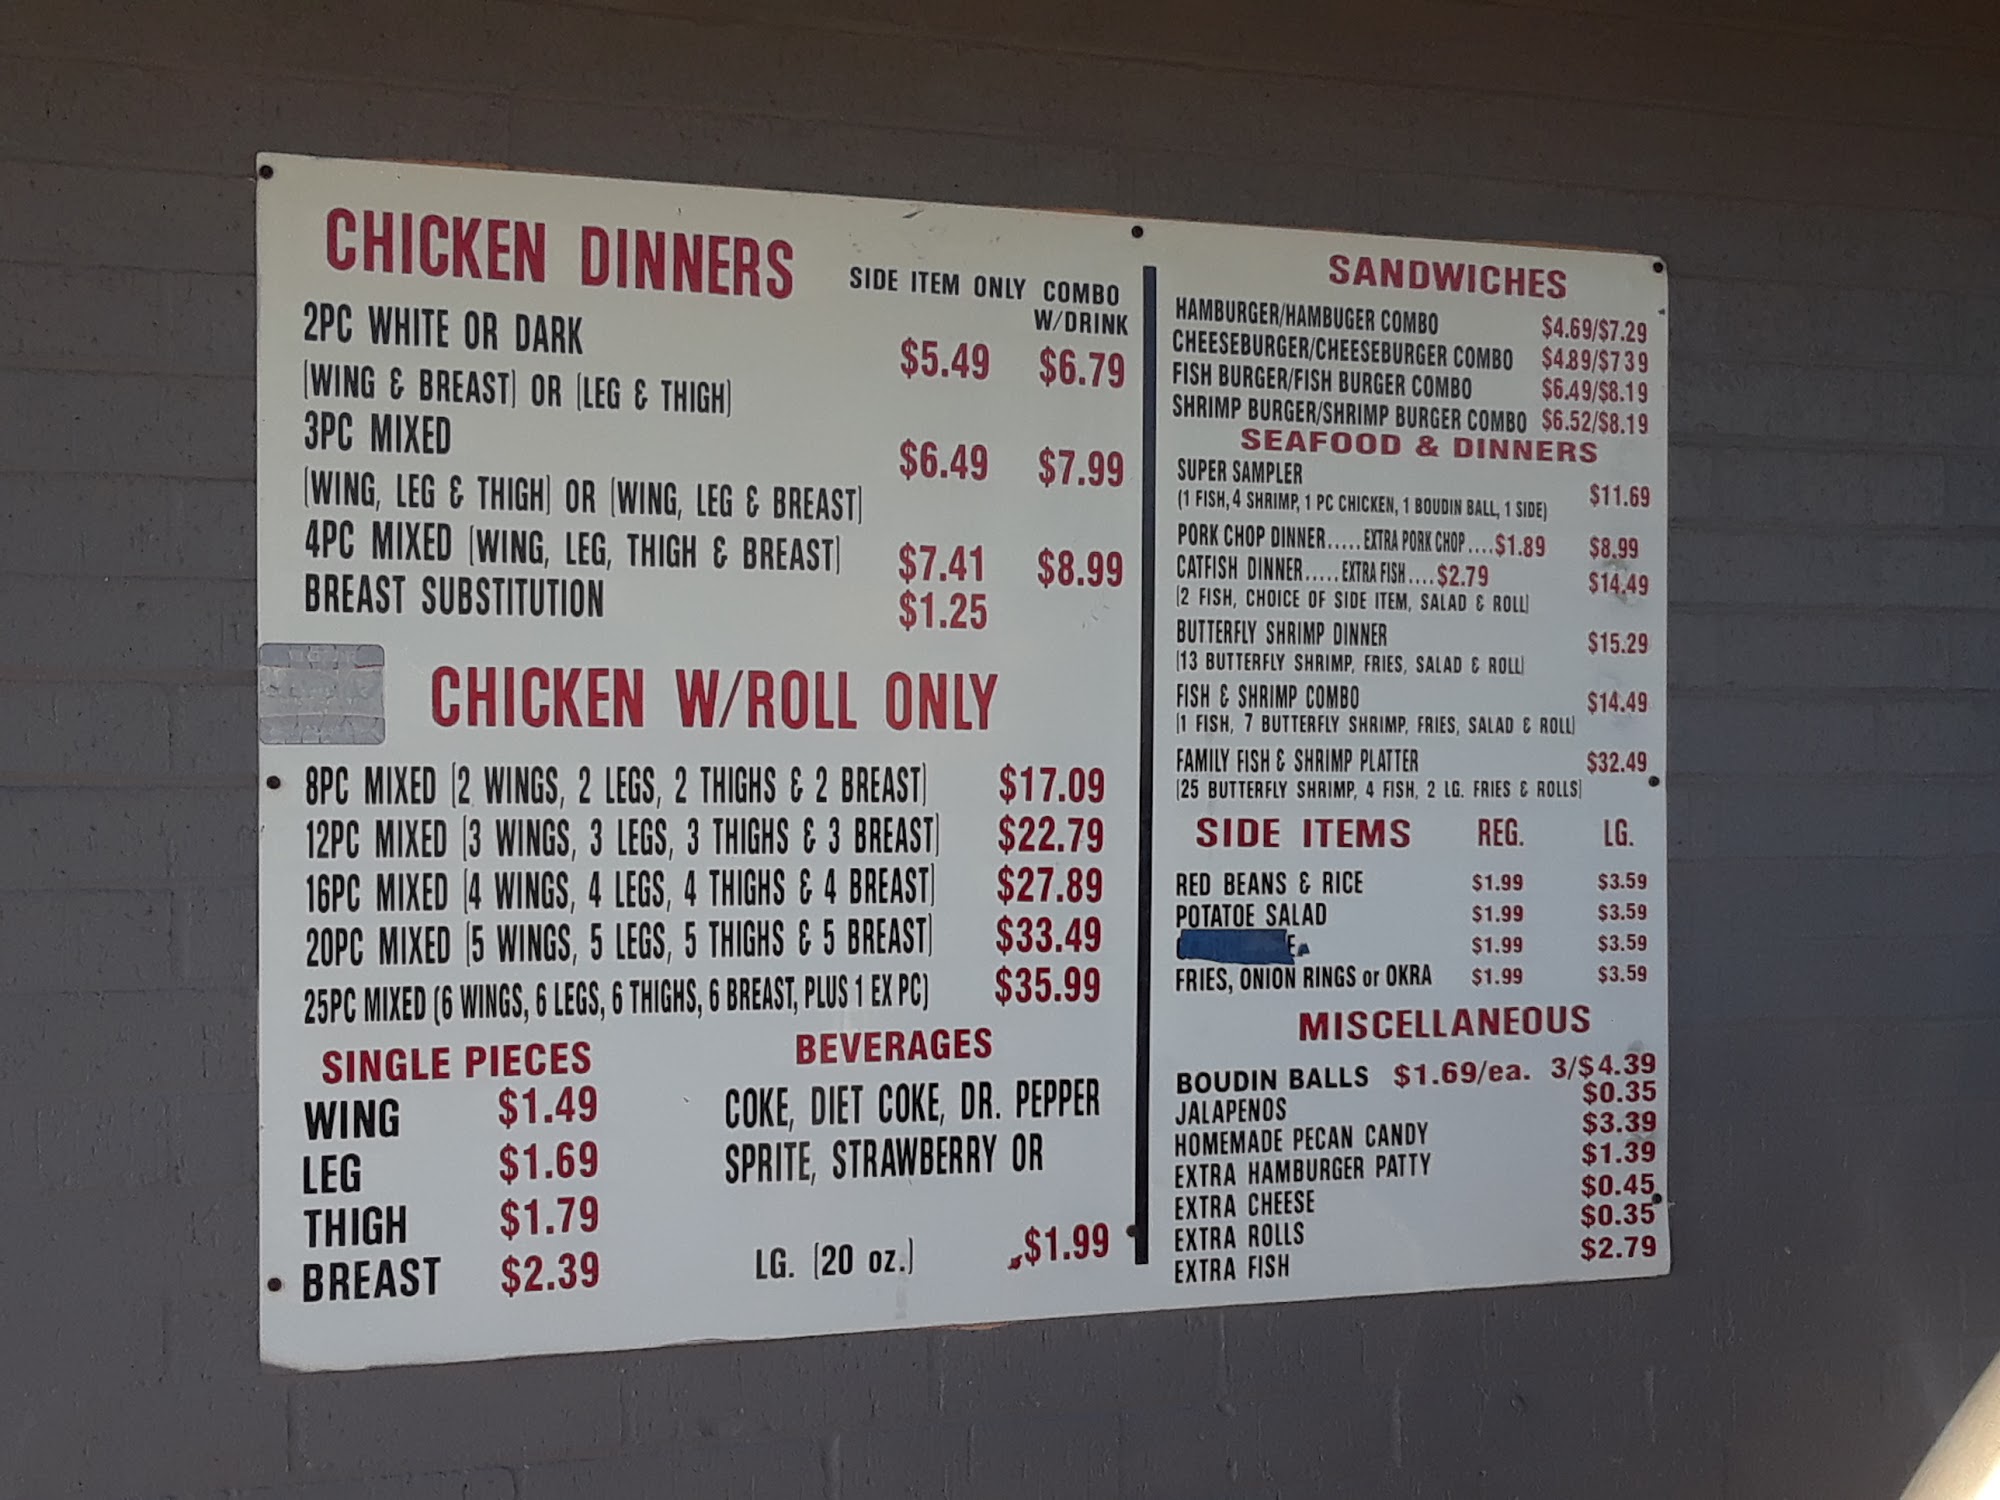 CHICKEN DINNERS
SIDE ITEM ONLY COMBO W/DRINK
2PC WHITE OR DARK $5.49 $6.79
(WING & BREAST) OR (LEG & THIGH)
3PC MIXED $6.49 $7.99
(WING, LEG & THIGH) OR (WING, LEG & BREAST)
4PC MIXED (WING, LEG, THIGH & BREAST) $7.41 $8.99
BREAST SUBSTITUTION $1.25
CHICKEN W/ROLL ONLY
8PC MIXED (2 WINGS, 2 LEGS, 2 THIGHS & 2 BREAST) $17.09
12PC MIXED (3 WINGS, 3 LEGS, 3 THIGHS & 3 BREAST) $22.79
16PC MIXED (4 WINGS, 4 LEGS, 4 THIGHS & 4 BREAST) $27.89
20PC MIXED (5 WINGS, 5 LEGS, 5 THIGHS & 5 BREAST) $33.49
25PC MIXED (6 WINGS, 6 LEGS, 6 THIGHS, 6 BREAST, PLUS 1 EX PC) $35.99
SINGLE PIECES
WING $1.49
LEG $1.69
THIGH $1.79
BREAST $2.39
BEVERAGES
COKE, DIET COKE, DR. PEPPER
SPRITE, STRAWBERRY OR
LG. (20 oz.) $1.99
SANDWICHES
HAMBURGER/HAMBUGER COMBO $4.69/$7.29
CHEESEBURGER/CHEESEBURGER COMBO $4.89/$739
FISH BURGER/FISH BURGER COMBO $6.49/$8.19
SHRIMP BURGER/SHRIMP BURGER COMBO $6.52/$8.19
SEAFOOD & DINNERS
SUPER SAMPLER $11.69
(1 FISH, 4 SHRIMP, 1 PC CHICKEN, 1 BOUDIN BALL, 1 SIDE)
PORK CHOP DINNER.....EXTRA PORK CHOP....$1.89 $8.99
CATFISH DINNER.....EXTRA FISH....$2.79 $14.49
(2 FISH, CHOICE OF SIDE ITEM, SALAD & ROLL)
BUTTERFLY SHRIMP DINNER $15.29
(13 BUTTERFLY SHRIMP, FRIES, SALAD & ROLL)
FISH & SHRIMP COMBO $14.49
(1 FISH, 7 BUTTERFLY SHRIMP, FRIES, SALAD & ROLL)
FAMILY FISH & SHRIMP PLATTER $32.49
(25 BUTTERFLY SHRIMP, 4 FISH, 2 LG. FRIES & ROLLS)
SIDE ITEMS REG. LG.
RED BEANS & RICE $1.99 $3.59
POTATOE SALAD $1.99 $3.59
$1.99 $3.59
FRIES, ONION RINGS or OKRA $1.99 $3.59
MISCELLANEOUS
BOUDIN BALLS $1.69/ea. 3/$4.39
JALAPENOS $0.35
HOMEMADE PECAN CANDY $3.39
EXTRA HAMBURGER PATTY $1.39
EXTRA CHEESE $0.45
EXTRA ROLLS $0.35
EXTRA FISH $2.79